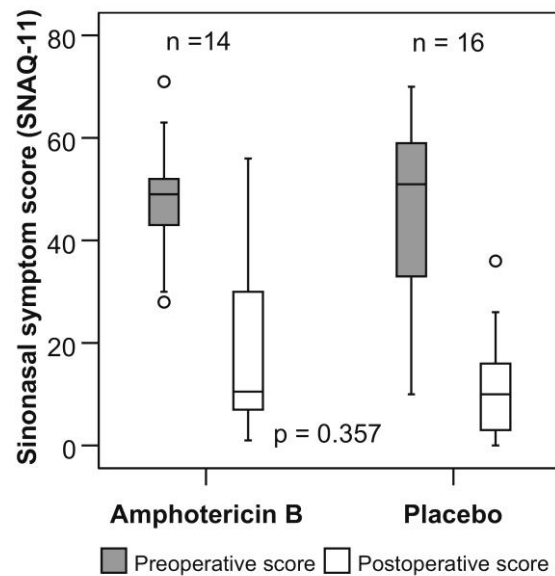 Sinonasal symptom score (SNAQ-11)
80
60
40
20
0
n =14
n = 16
p = 0.357
Amphotericin B
Placebo
Preoperative score
Postoperative score